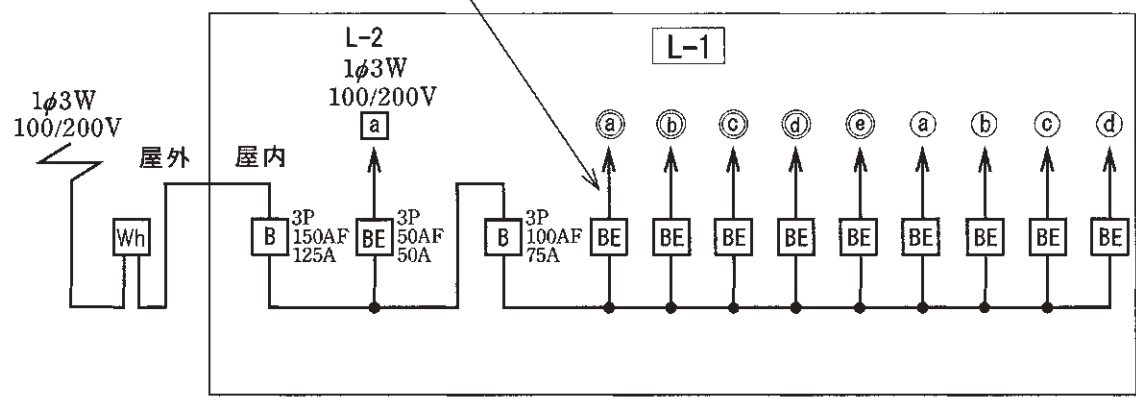 L-2
1φ3W
100/200V
a
L-1
1φ3W
100/200V
屋外
屋内
Wh
B
3P
150AF
125A
BE
3P
50AF
50A
B
3P
100AF
75A
a b c d e a b c d
BE BE BE BE BE BE BE BE BE